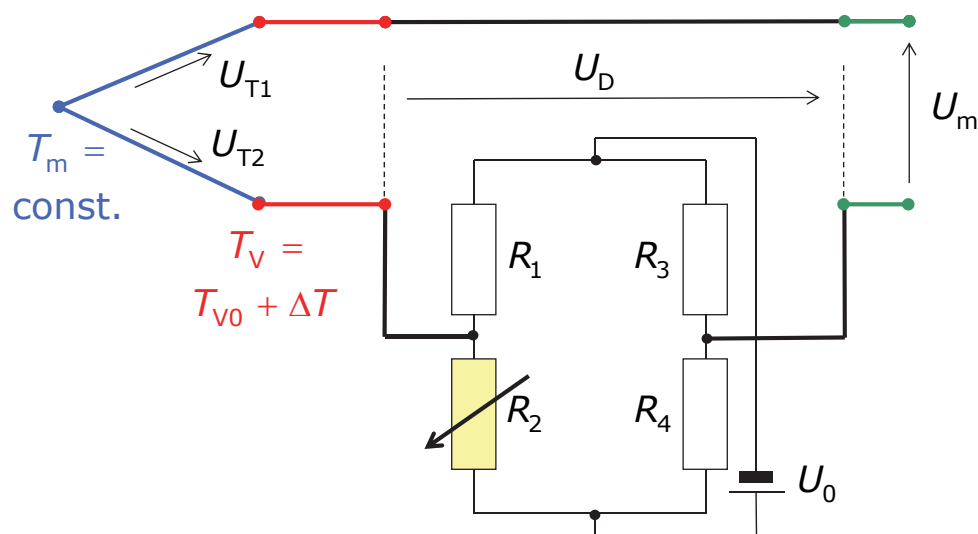 U_T1
U_D
U_m
U_T2
T_m =
const.
R_1
R_3
T_V =
T_V0 + ΔT
R_2
R_4
U_0